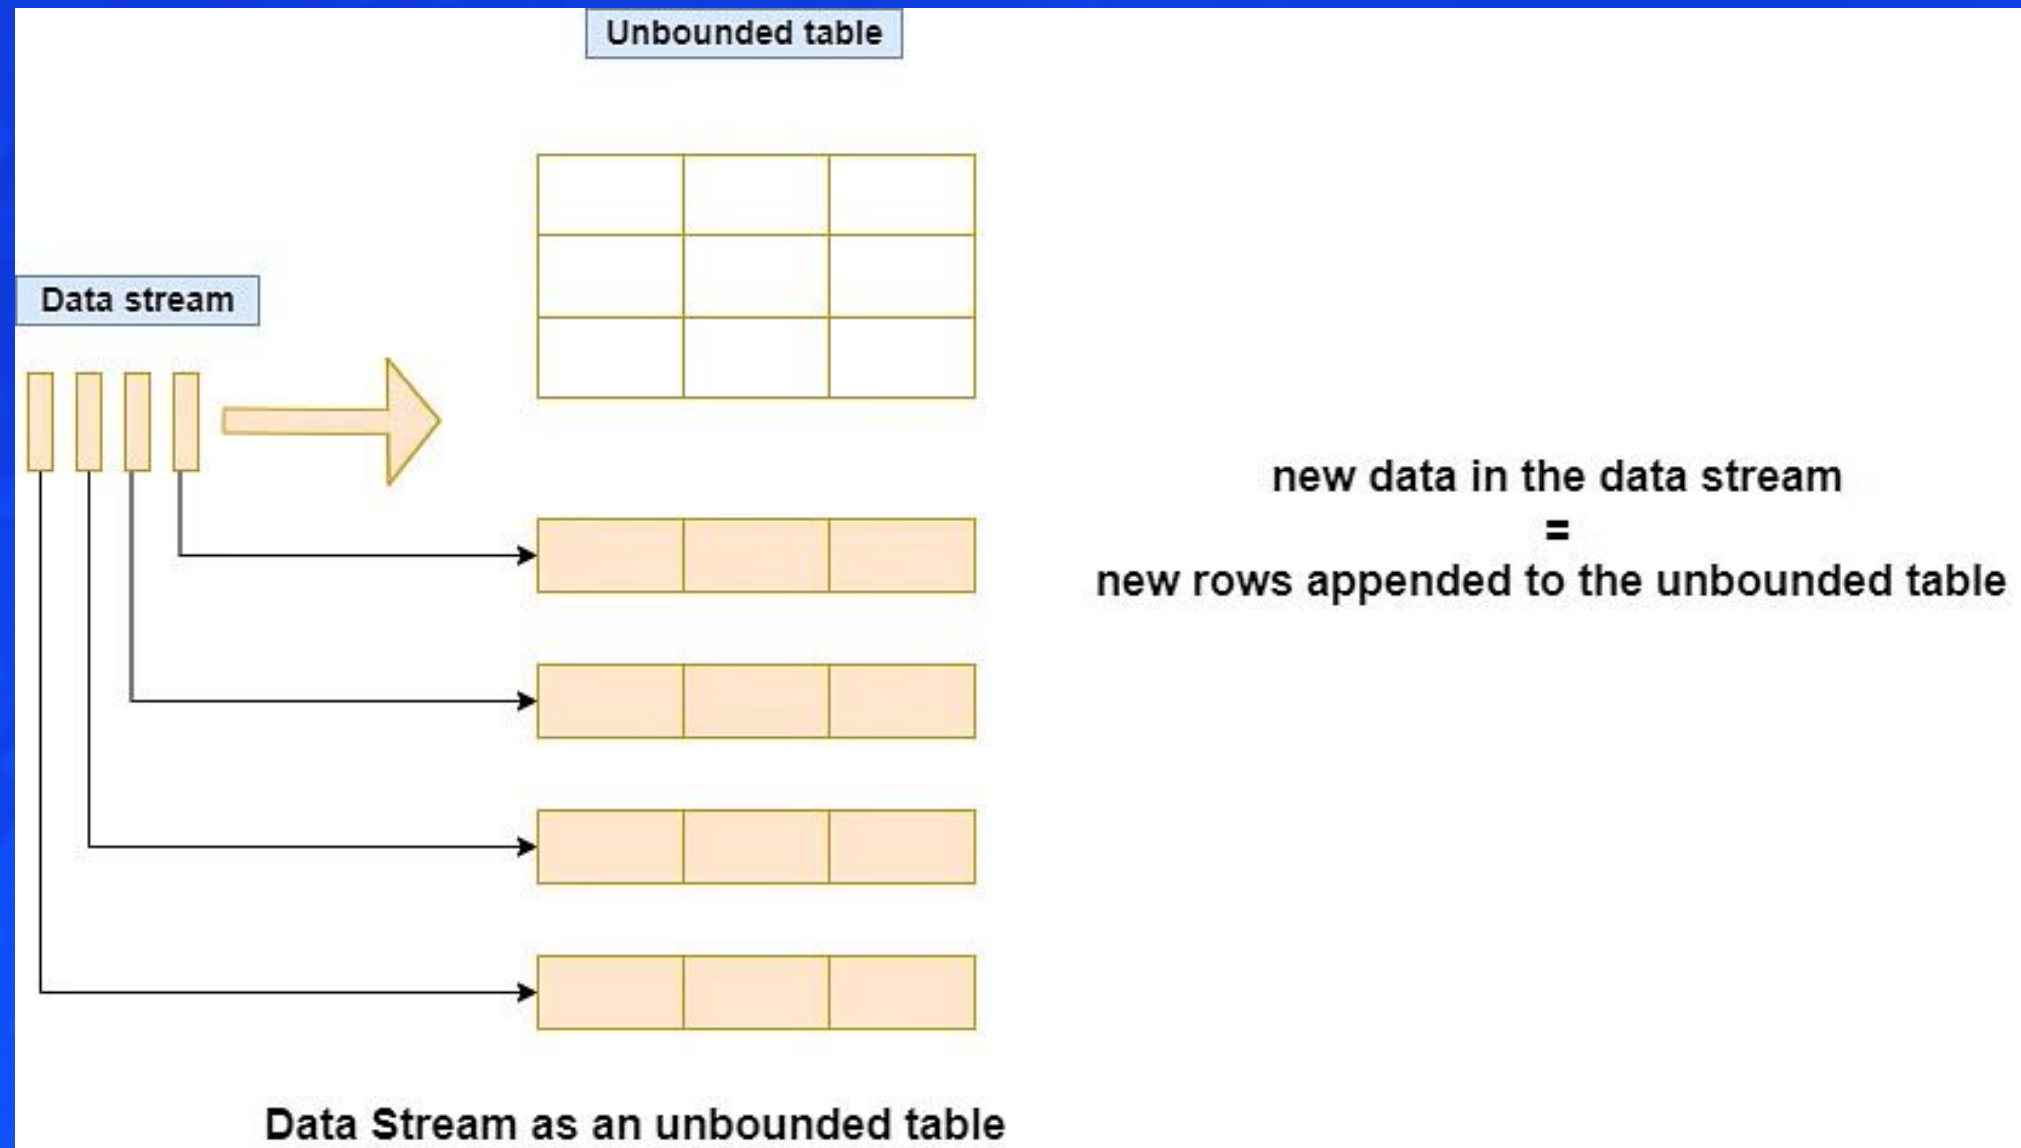 Unbounded table
Data stream
new data in the data stream
=
new rows appended to the unbounded table
Data Stream as an unbounded table